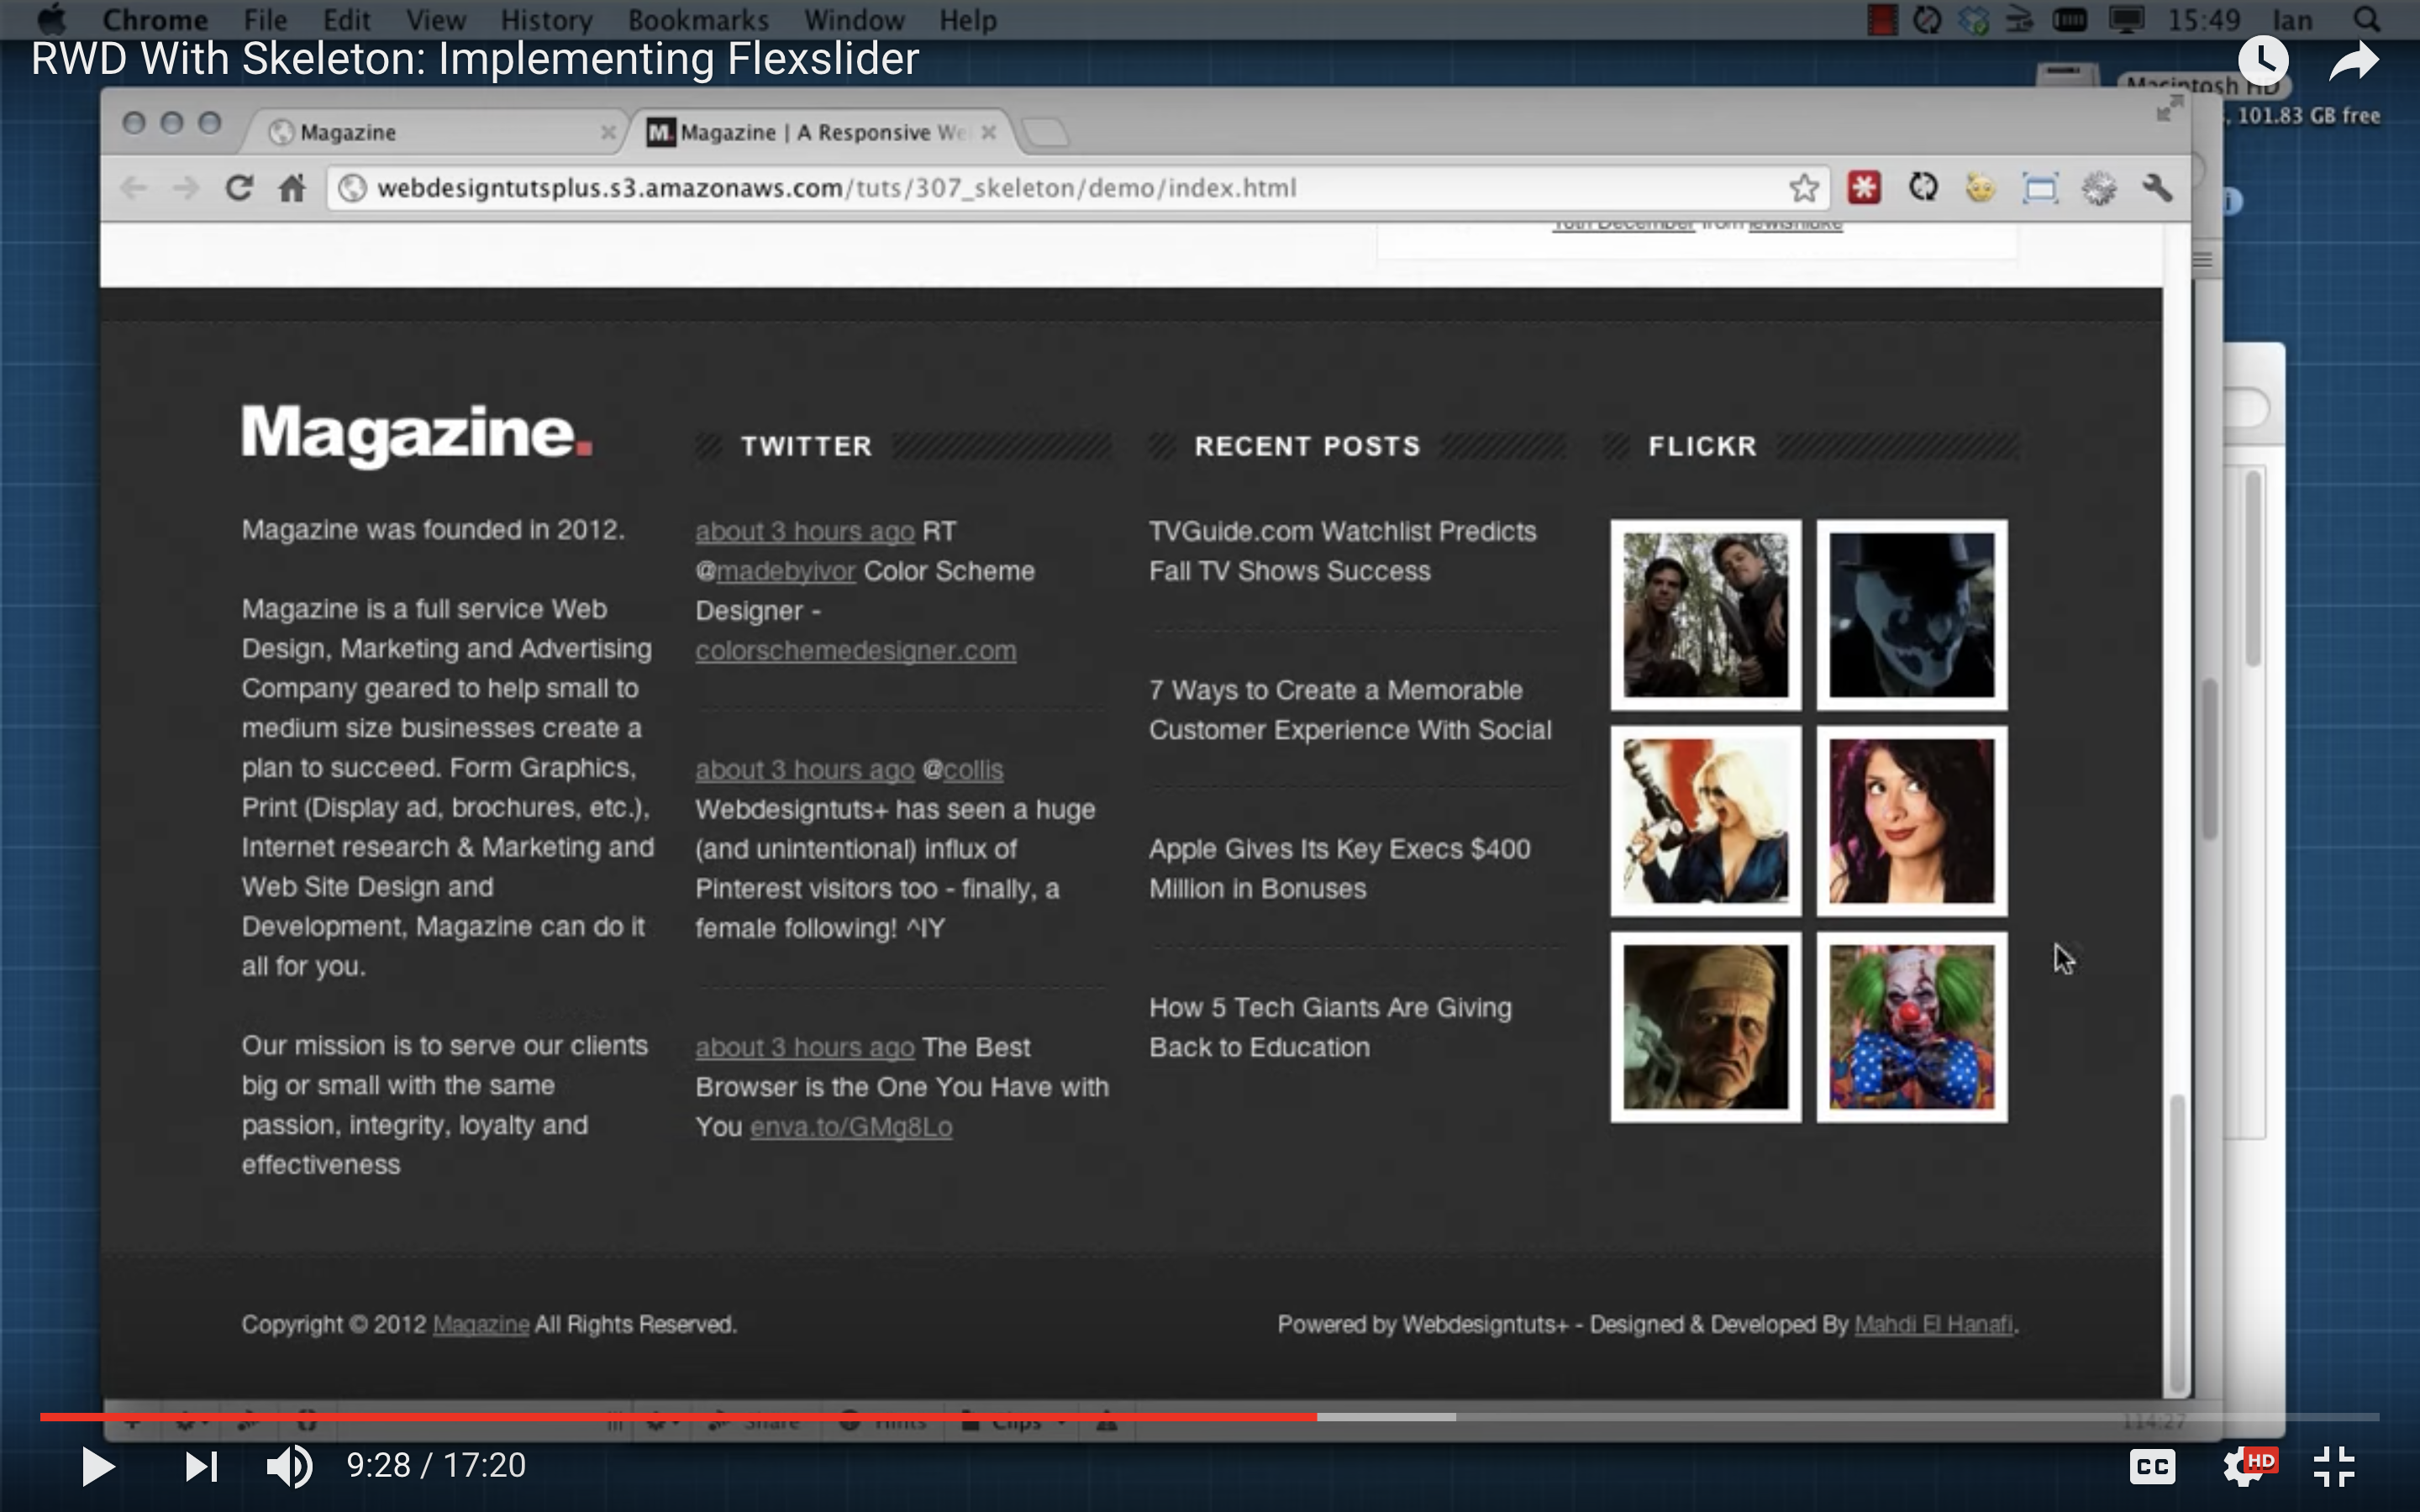 Chrome File Edit View History Bookmarks Window Help 15:49 Ian
RWD With Skeleton: Implementing Flexslider
Macintosh HD
, 101.83 GB free
Magazine
M. Magazine | A Responsive We
webdesigntutsplus.s3.amazonaws.com/tuts/307_skeleton/demo/index.html
10th December from lewishlake
Magazine.
Magazine was founded in 2012.
Magazine is a full service Web
Design, Marketing and Advertising
Company geared to help small to
medium size businesses create a
plan to succeed. Form Graphics,
Print (Display ad, brochures, etc.),
Internet research & Marketing and
Web Site Design and
Development, Magazine can do it
all for you.
Our mission is to serve our clients
big or small with the same
passion, integrity, loyalty and
effectiveness
TWITTER
about 3 hours ago RT
@madebyivor Color Scheme
Designer -
colorschemedesigner.com
about 3 hours ago @collis
Webdesigntuts+ has seen a huge
(and unintentional) influx of
Pinterest visitors too - finally, a
female following! ^IY
about 3 hours ago The Best
Browser is the One You Have with
You enva.to/GMg8Lo
RECENT POSTS
TVGuide.com Watchlist Predicts
Fall TV Shows Success
7 Ways to Create a Memorable
Customer Experience With Social
Apple Gives Its Key Execs $400
Million in Bonuses
How 5 Tech Giants Are Giving
Back to Education
FLICKR
Copyright © 2012 Magazine All Rights Reserved.
Powered by Webdesigntuts+ - Designed & Developed By Mahdi El Hanafi.
Share Hints Clips 114:27
9:28 / 17:20
CC HD